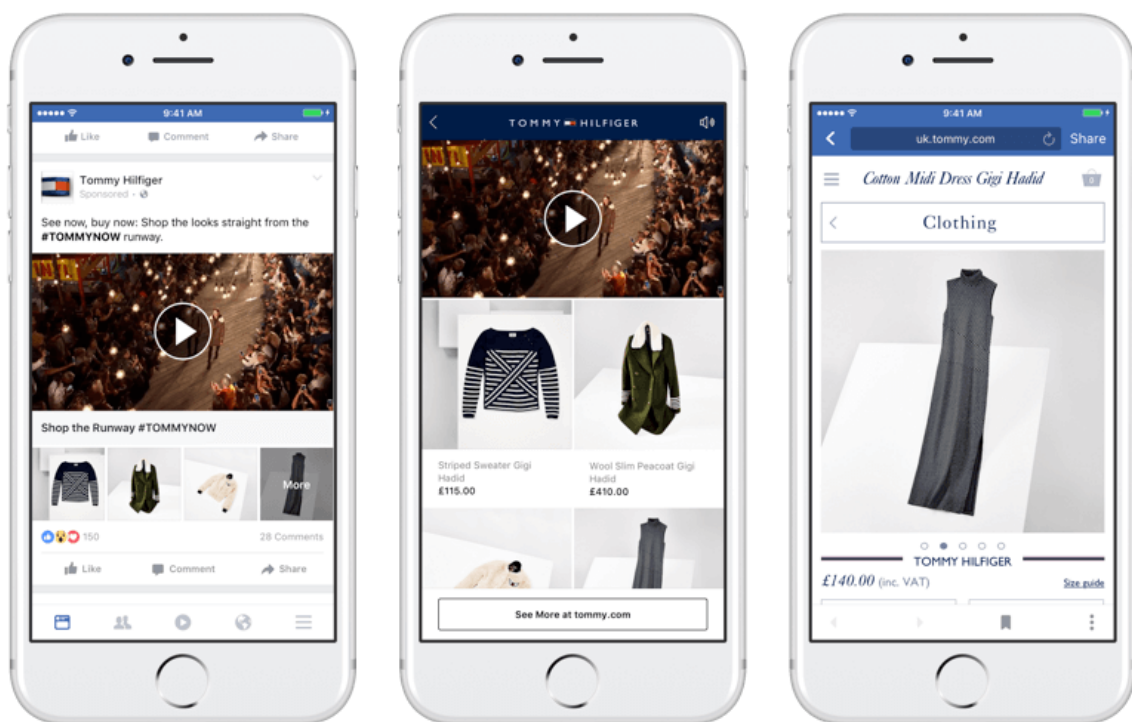 9:41 AM
Like Comment Share
Tommy Hilfiger
Sponsored
See now, buy now: Shop the looks straight from the
#TOMMYNOW runway.
Shop the Runway #TOMMYNOW
More
150 28 Comments
Like Comment Share
TOMMY HILFIGER
Striped Sweater Gigi
Hadid
£115.00
Wool Slim Peacoat Gigi
Hadid
£410.00
See More at tommy.com
9:41 AM
uk.tommy.com Share
Cotton Midi Dress Gigi Hadid 0
Clothing
TOMMY HILFIGER
£140.00 (inc. VAT) Size guide